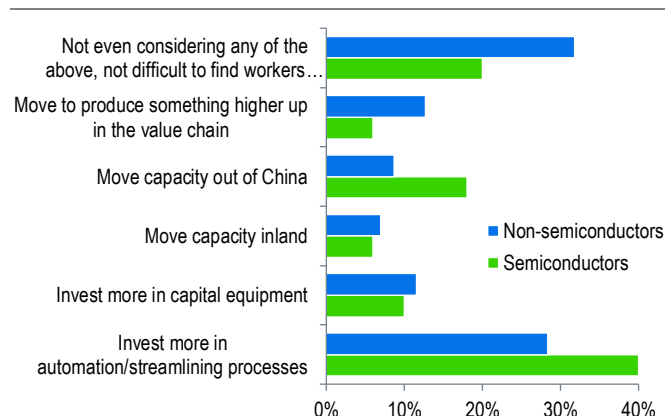 Not even considering any of the
above, not difficult to find workers…
Move to produce something higher up
in the value chain
Move capacity out of China
Move capacity inland
Invest more in capital equipment
Invest more in
automation/streamlining processes
Non-semiconductors
Semiconductors
0% 10% 20% 30% 40%